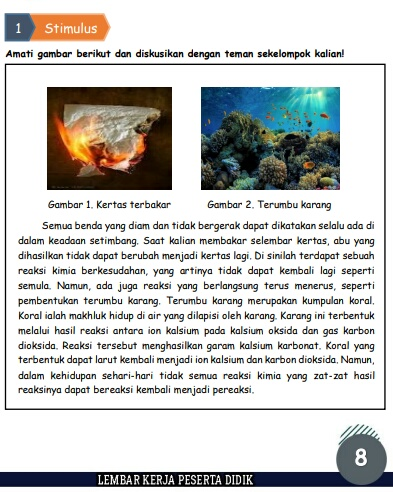 1 Stimulus
Amati gambar berikut dan diskusikan dengan teman sekelompok kalian!
Gambar 1. Kertas terbakar
Gambar 2. Terumbu karang
Semua benda yang diam dan tidak bergerak dapat dikatakan selalu ada di
dalam keadaan setimbang. Saat kalian membakar selembar kertas, abu yang
dihasilkan tidak dapat berubah menjadi kertas lagi. Di sinilah terdapat sebuah
reaksi kimia berkesudahan, yang artinya tidak dapat kembali lagi seperti
semula. Namun, ada juga reaksi yang berlangsung terus menerus, seperti
pembentukan terumbu karang. Terumbu karang merupakan kumpulan koral.
Koral ialah makhluk hidup di air yang dilapisi oleh karang. Karang ini terbentuk
melalui hasil reaksi antara ion kalsium pada kalsium oksida dan gas karbon
dioksida. Reaksi tersebut menghasilkan garam kalsium karbonat. Koral yang
terbentuk dapat larut kembali menjadi ion kalsium dan karbon dioksida. Namun,
dalam kehidupan sehari-hari tidak semua reaksi kimia yang zat-zat hasil
reaksinya dapat bereaksi kembali menjadi pereaksi.
8
LEMBAR KERJA PESERTA DIDIK